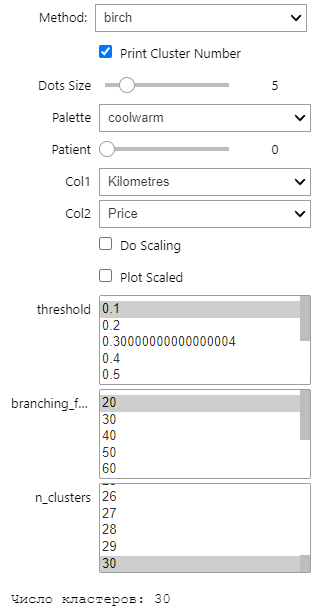 Method: birch
Print Cluster Number
Dots Size 5
Palette coolwarm
Patient 0
Col1 Kilometres
Col2 Price
Do Scaling
Plot Scaled
threshold 0.1
0.2
0.30000000000000004
0.4
0.5
branching_f... 20
30
40
50
60
n_clusters
26
27
28
29
30
Число кластеров: 30